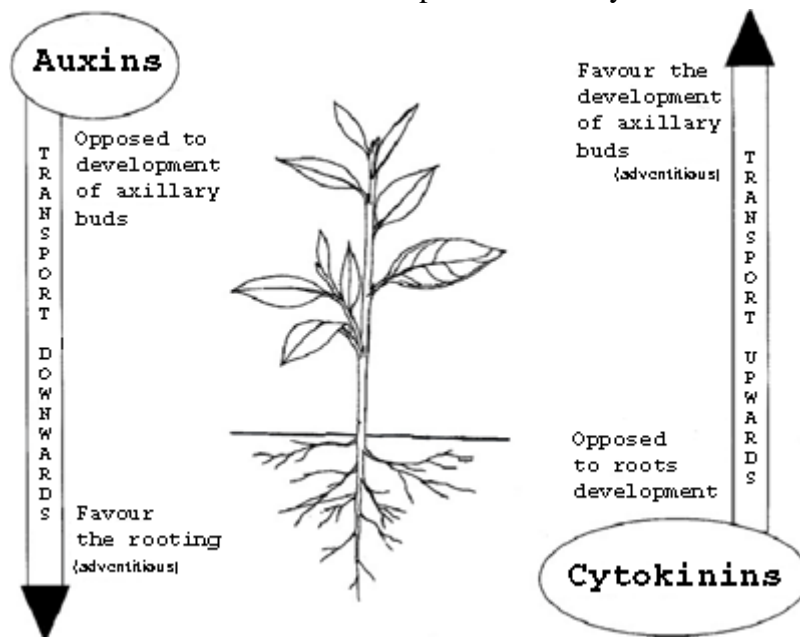 Auxins
Opposed to
development
of axillary
buds
TRANSPORT DOWNWARDS
Favour
the rooting
(adventitious)
Favour the
development
of axillary
buds
(adventitious)
TRANSPORT UPWARDS
Opposed
to roots
development
Cytokinins